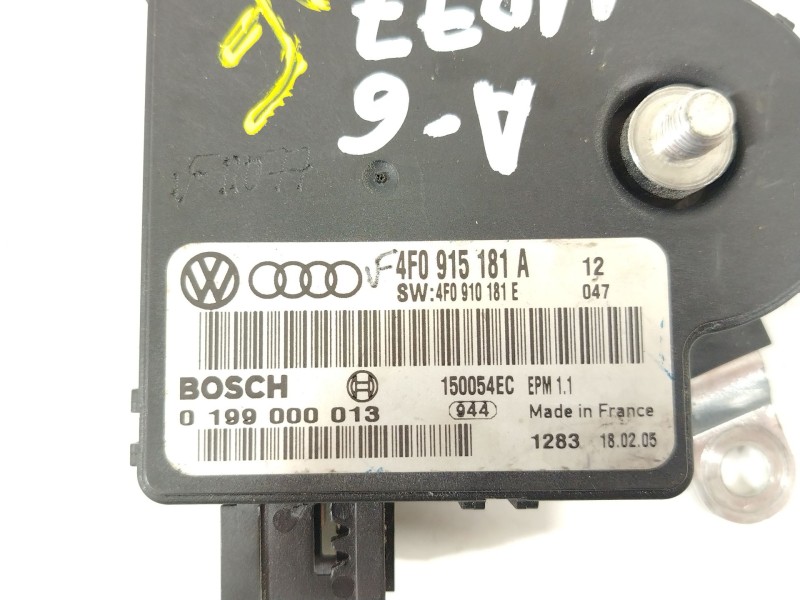 A-6
4F0 915 181 A 12
SW:4F0 910 181 E 047
BOSCH 150054EC EPM 1.1
0 199 000 013 944 Made in France
1283 18.02.05